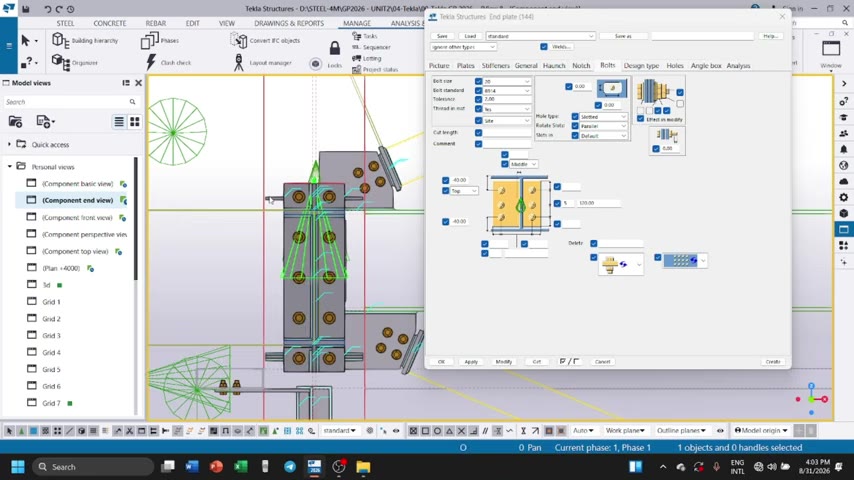 Tekla Structures End plate (144)
D:\STEEL-4M\GP2026 - UNIT2\1-Tekla\00-Tekla
STEEL
CONCRETE
REBAR
EDIT
VIEW
DRAWINGS & REPORTS
MANAGE
ANALYSIS
Save
Load
standard
Save as
Help...
Building hierarchy
Phases
Convert IFC objects
Tasks
Sequencer
Lotting
Project status
Organizer
Clash check
Layout manager
Locks
Window
Picture
Plates
Stiffeners
General
Haunch
Notch
Bolts
Design type
Holes
Angle box
Analysis
Model views
Search
Quick access
Personal views
(Component basic view)
(Component end view)
(Component front view)
(Component perspective view
(Component top view)
(Plan +4000)
3d
Grid 1
Grid 2
Grid 3
Grid 4
Grid 5
Grid 6
Grid 7
Bolt size
20
Bolt standard
Tolerance
2.00
Thread in mat
Yes
Site
Cut length
Comment
0.00
0.00
Hole type:
Slotted
Rotate Slots:
Parallel
Slots in
Default
Effect in modify
0.00
Middle
-40.00
Top
-40.00
5
120.00
Delete
OK
Apply
Modify
Get
Cancel
Create
standard
Auto
Work plane
Outline planes
Model origin
O
0 Pan
Current phase: 1, Phase 1
1 objects and 0 handles selected
Search
ENG
INTL
4:03 PM
8/31/2026